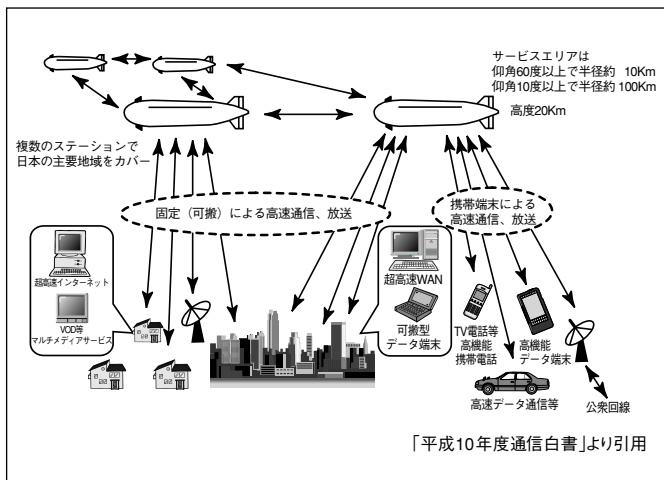 サービスエリアは
仰角60度以上で半径約 10Km
仰角10度以上で半径約100Km
高度20Km
複数のステーションで
日本の主要地域をカバー
固定(可搬)による高速通信、放送
携帯端末による
高速通信、放送
超高速インターネット
VOD等
マルチメディアサービス
超高速WAN
可搬型
データ端末
TV電話等
高機能
携帯電話
高機能
データ端末
高速データ通信等
公衆回線
「平成10年度通信白書」より引用